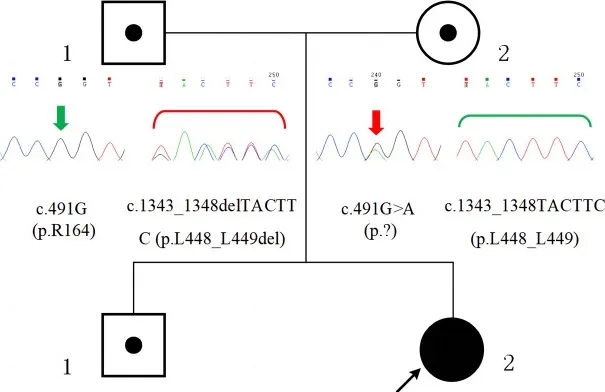 1
2
250
240
250
C C G G T
A C T T C
C C G G T
A C T T C
c.491G
(p.R164)
c.1343_1348delTACTT
C (p.L448_L449del)
c.491G>A
(p.?)
c.1343_1348TACTTC
(p.L448_L449)
1
2